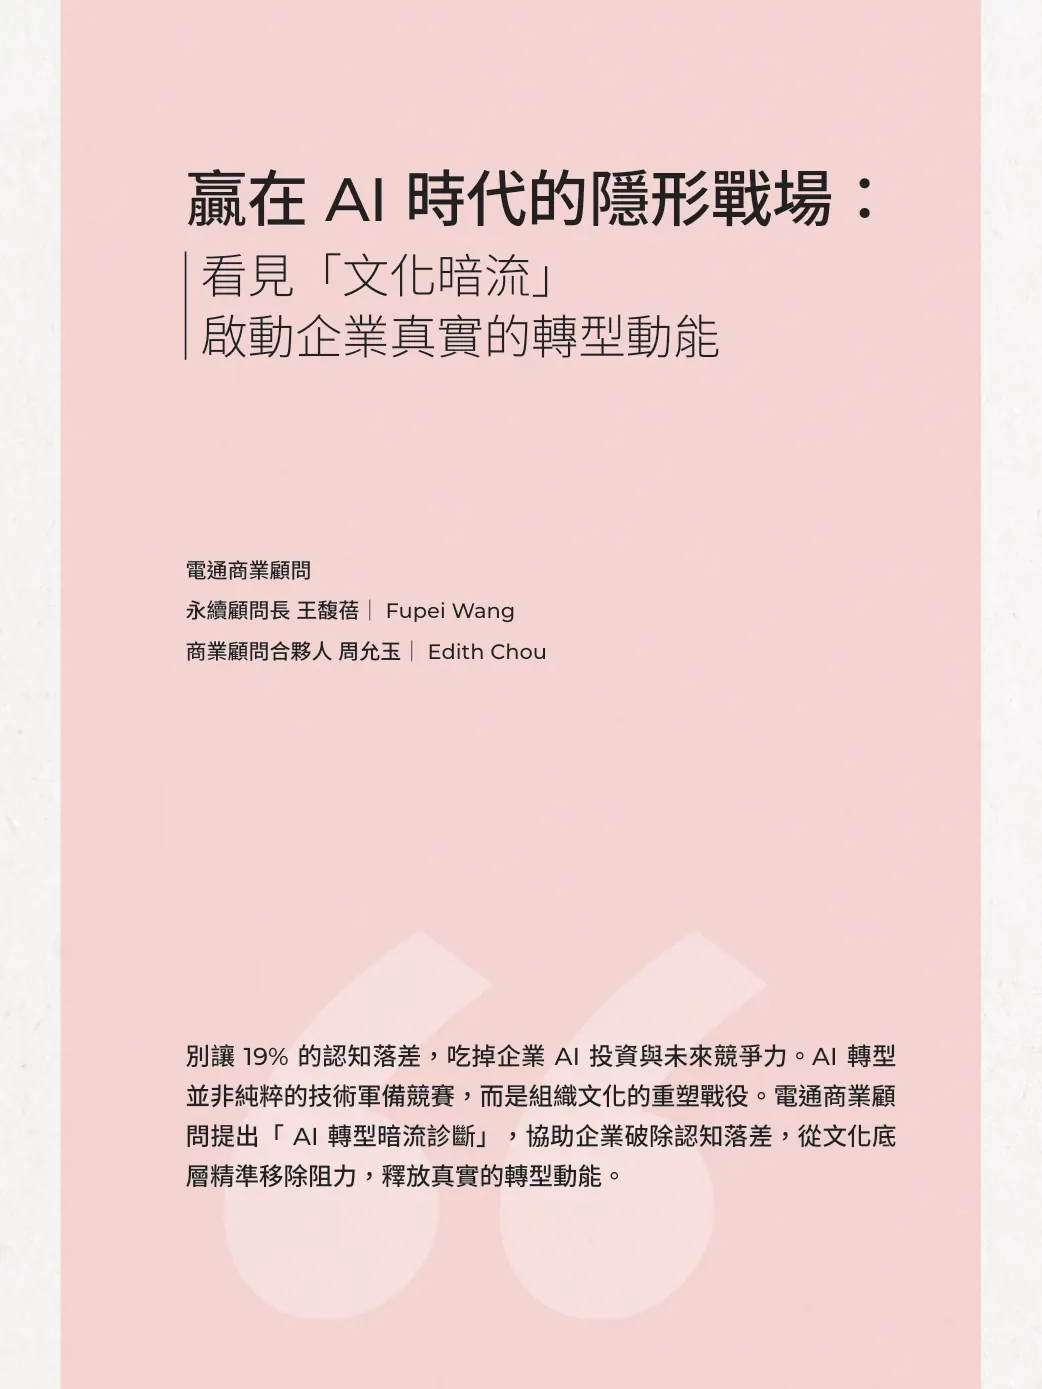 贏在 AI 時代的隱形戰場：
看見「文化暗流」
啟動企業真實的轉型動能
電通商業顧問
永續顧問長 王馥蓓｜ Fupei Wang
商業顧問合夥人 周允玉｜ Edith Chou
別讓 19% 的認知落差，吃掉企業 AI 投資與未來競爭力。AI 轉型
並非純粹的技術軍備競賽，而是組織文化的重塑戰役。電通商業顧
問提出「 AI 轉型暗流診斷」，協助企業破除認知落差，從文化底
層精準移除阻力，釋放真實的轉型動能。